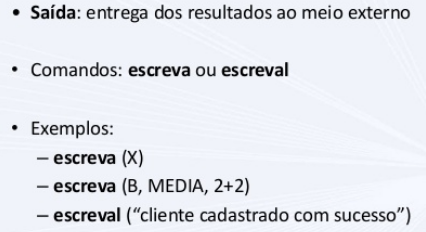 • Saída: entrega dos resultados ao meio externo
• Comandos: escreva ou escreval
• Exemplos:
– escreva (X)
– escreva (B, MEDIA, 2+2)
– escreval (“cliente cadastrado com sucesso”)